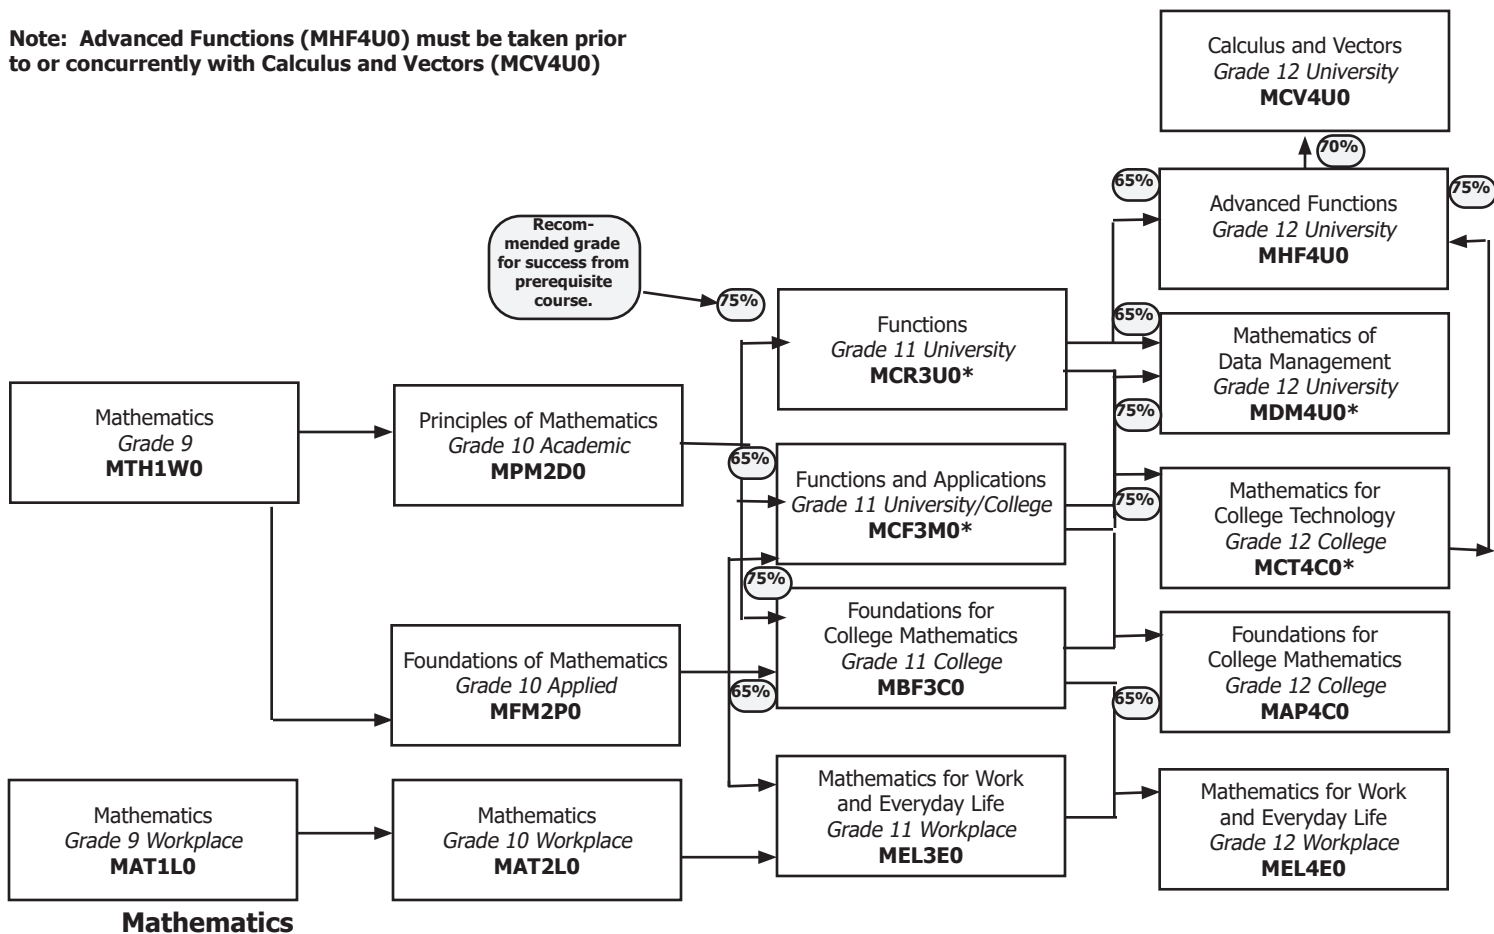 Note: Advanced Functions (MHF4U0) must be taken prior
to or concurrently with Calculus and Vectors (MCV4U0)
Calculus and Vectors
Grade 12 University
MCV4U0
70%
65%
75%
Advanced Functions
Grade 12 University
MHF4U0
Recom-
mended grade
for success from
prerequisite
course.
75%
Functions
Grade 11 University
MCR3U0*
65%
Mathematics of
Data Management
Grade 12 University
MDM4U0*
75%
Mathematics
Grade 9
MTH1W0
Principles of Mathematics
Grade 10 Academic
MPM2D0
65%
Functions and Applications
Grade 11 University/College
MCF3M0*
75%
Mathematics for
College Technology
Grade 12 College
MCT4C0*
75%
Foundations of Mathematics
Grade 10 Applied
MFM2P0
65%
Foundations for
College Mathematics
Grade 11 College
MBF3C0
65%
Foundations for
College Mathematics
Grade 12 College
MAP4C0
Mathematics
Grade 9 Workplace
MAT1L0
Mathematics
Grade 10 Workplace
MAT2L0
Mathematics for Work
and Everyday Life
Grade 11 Workplace
MEL3E0
Mathematics for Work
and Everyday Life
Grade 12 Workplace
MEL4E0
Mathematics